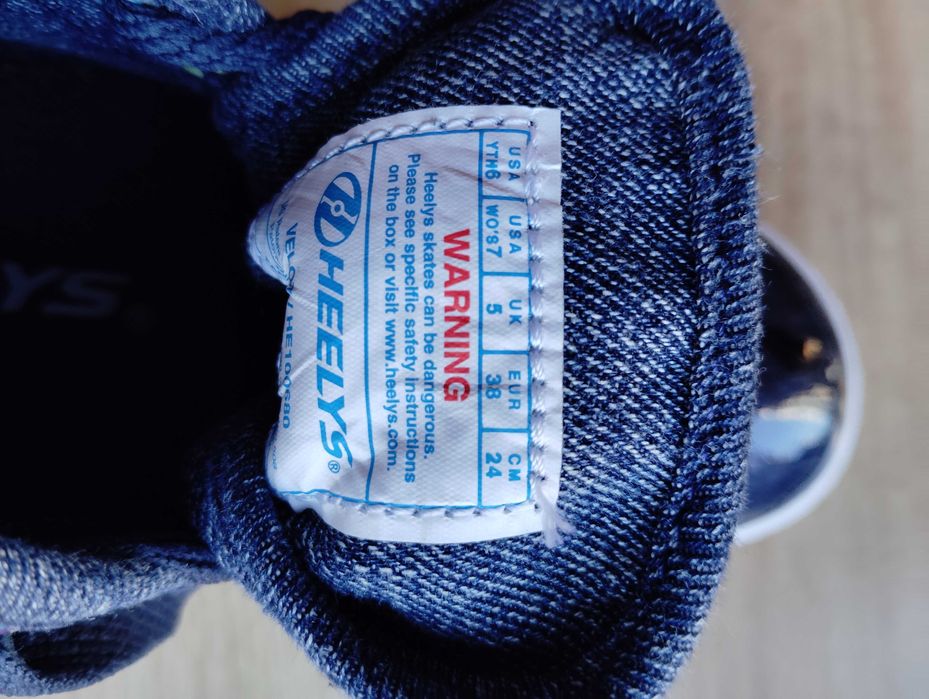 USA USA UK EUR CM
YTH6 WO'S7 5 38 24
WARNING
Heelys skates can be dangerous.
Please see specific safety instructions
on the box or visit www.heelys.com.
HEELYS®
HE100680
YS